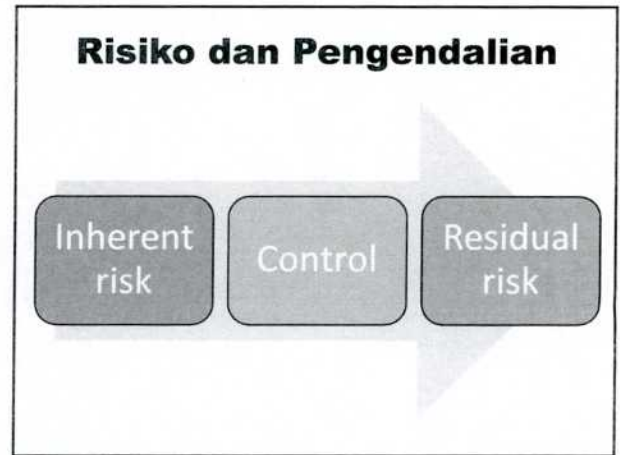 Risiko dan Pengendalian
Inherent
risk
Control
Residual
risk